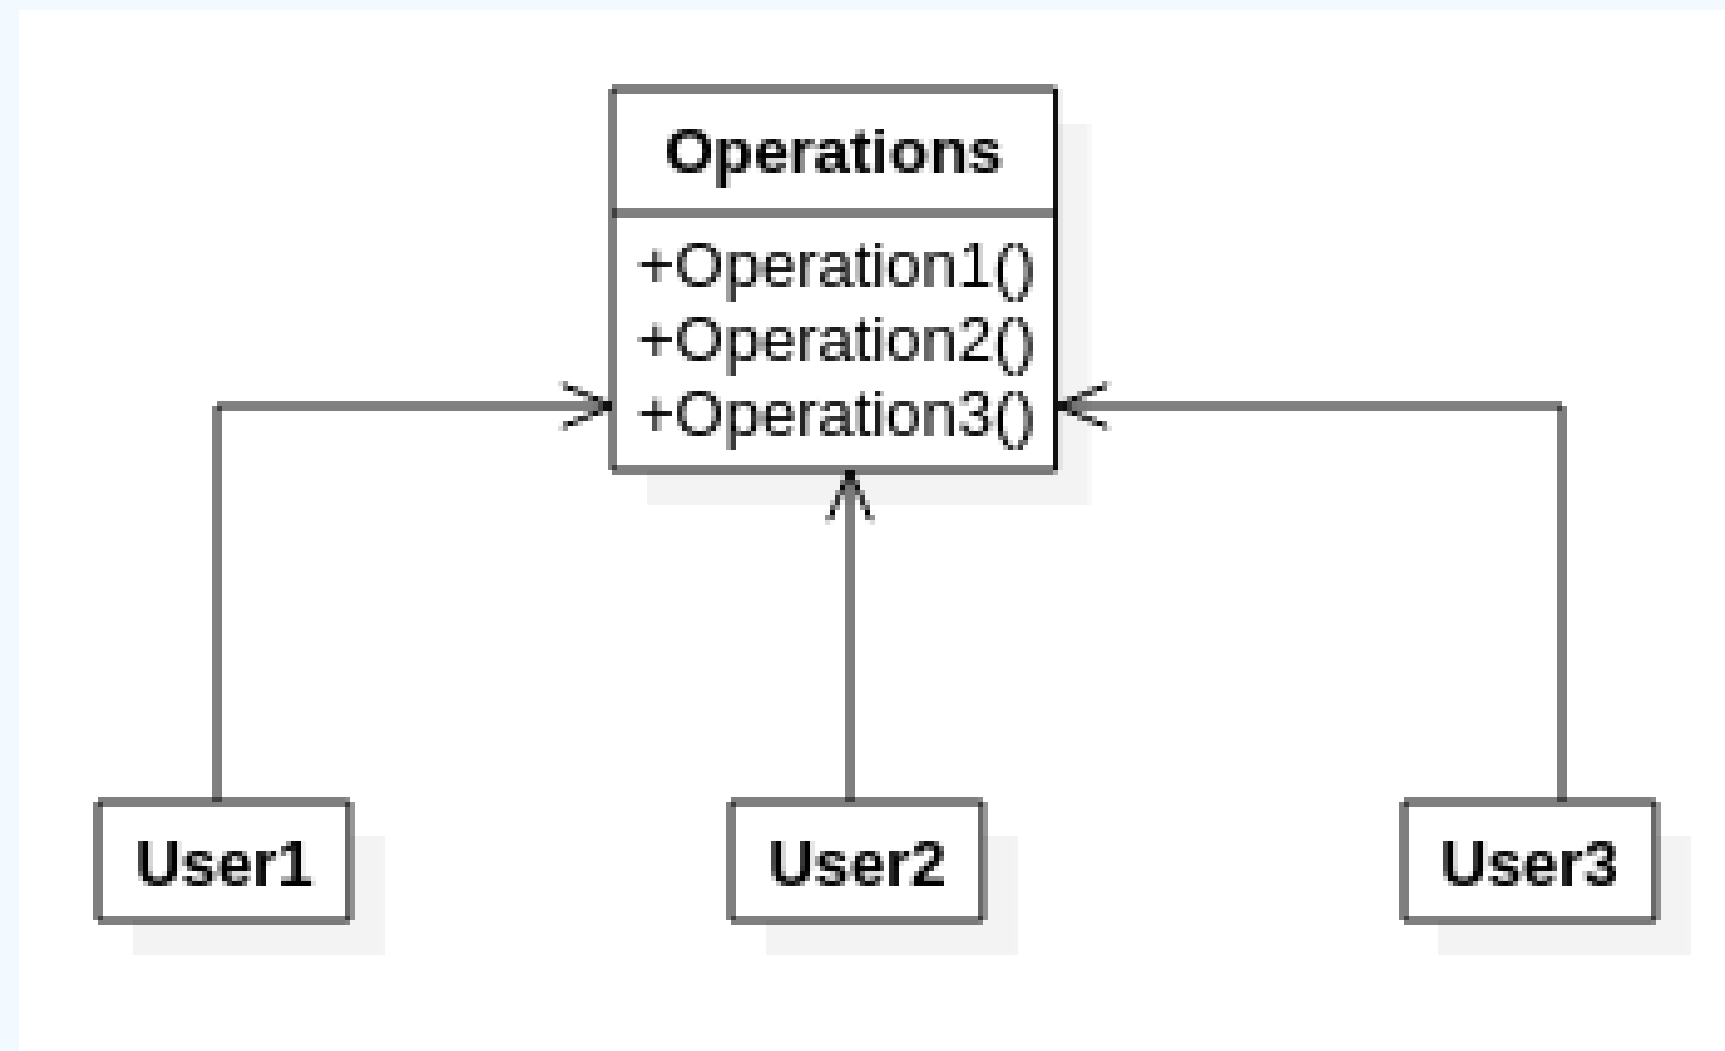 Operations
+Operation1()
+Operation2()
+Operation3()
User1
User2
User3